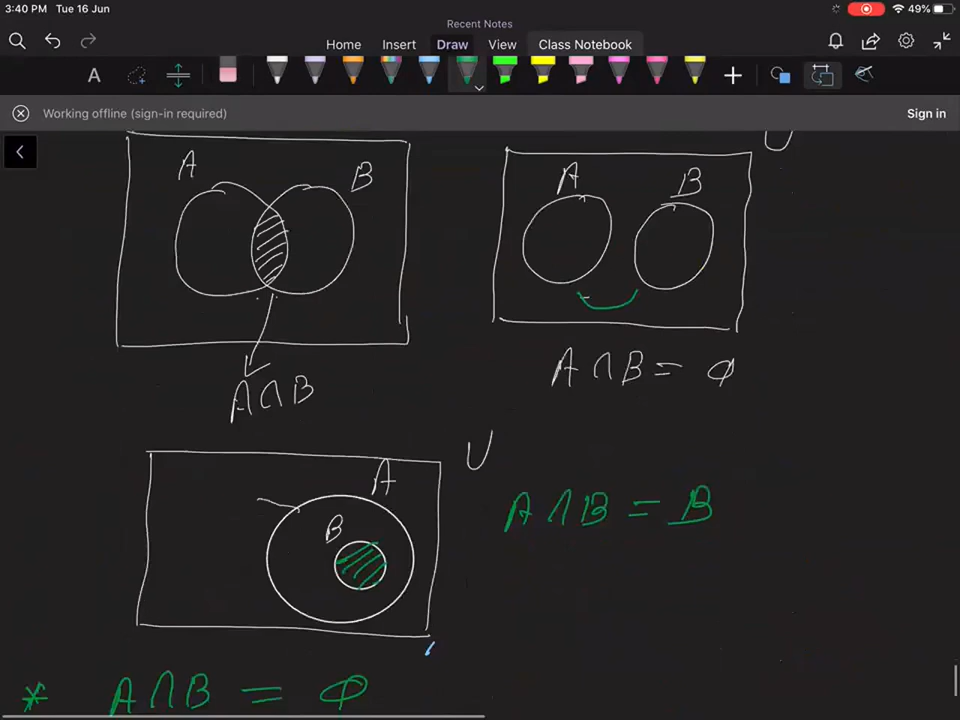 3:40 PM Tue 16 Jun
49%
Recent Notes
Home Insert Draw View Class Notebook
A
Working offline (sign-in required) Sign in
U
A B
A B
A∩B = φ
A∩B
U
A
B
A∩B = B
* A∩B = φ